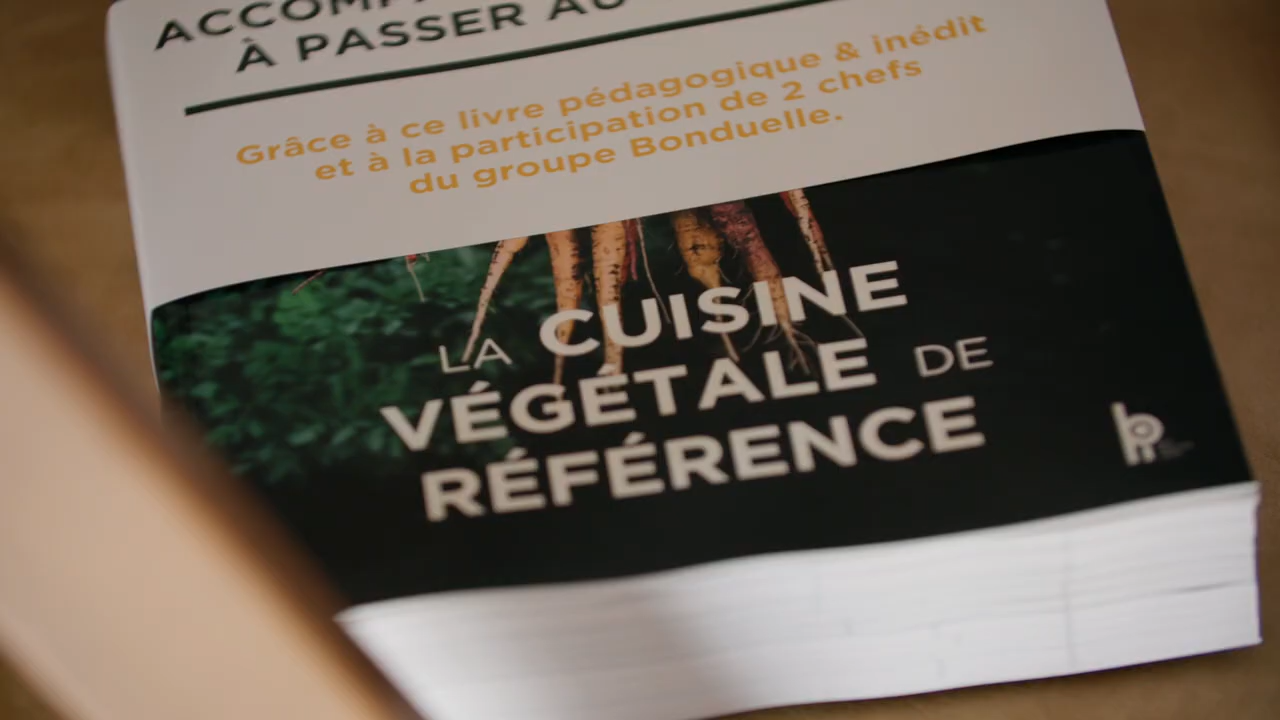 À PASSER AU
Grâce à ce livre pédagogique & inédit
et à la participation de 2 chefs
du groupe Bonduelle.
LA CUISINE
VÉGÉTALE DE
RÉFÉRENCE